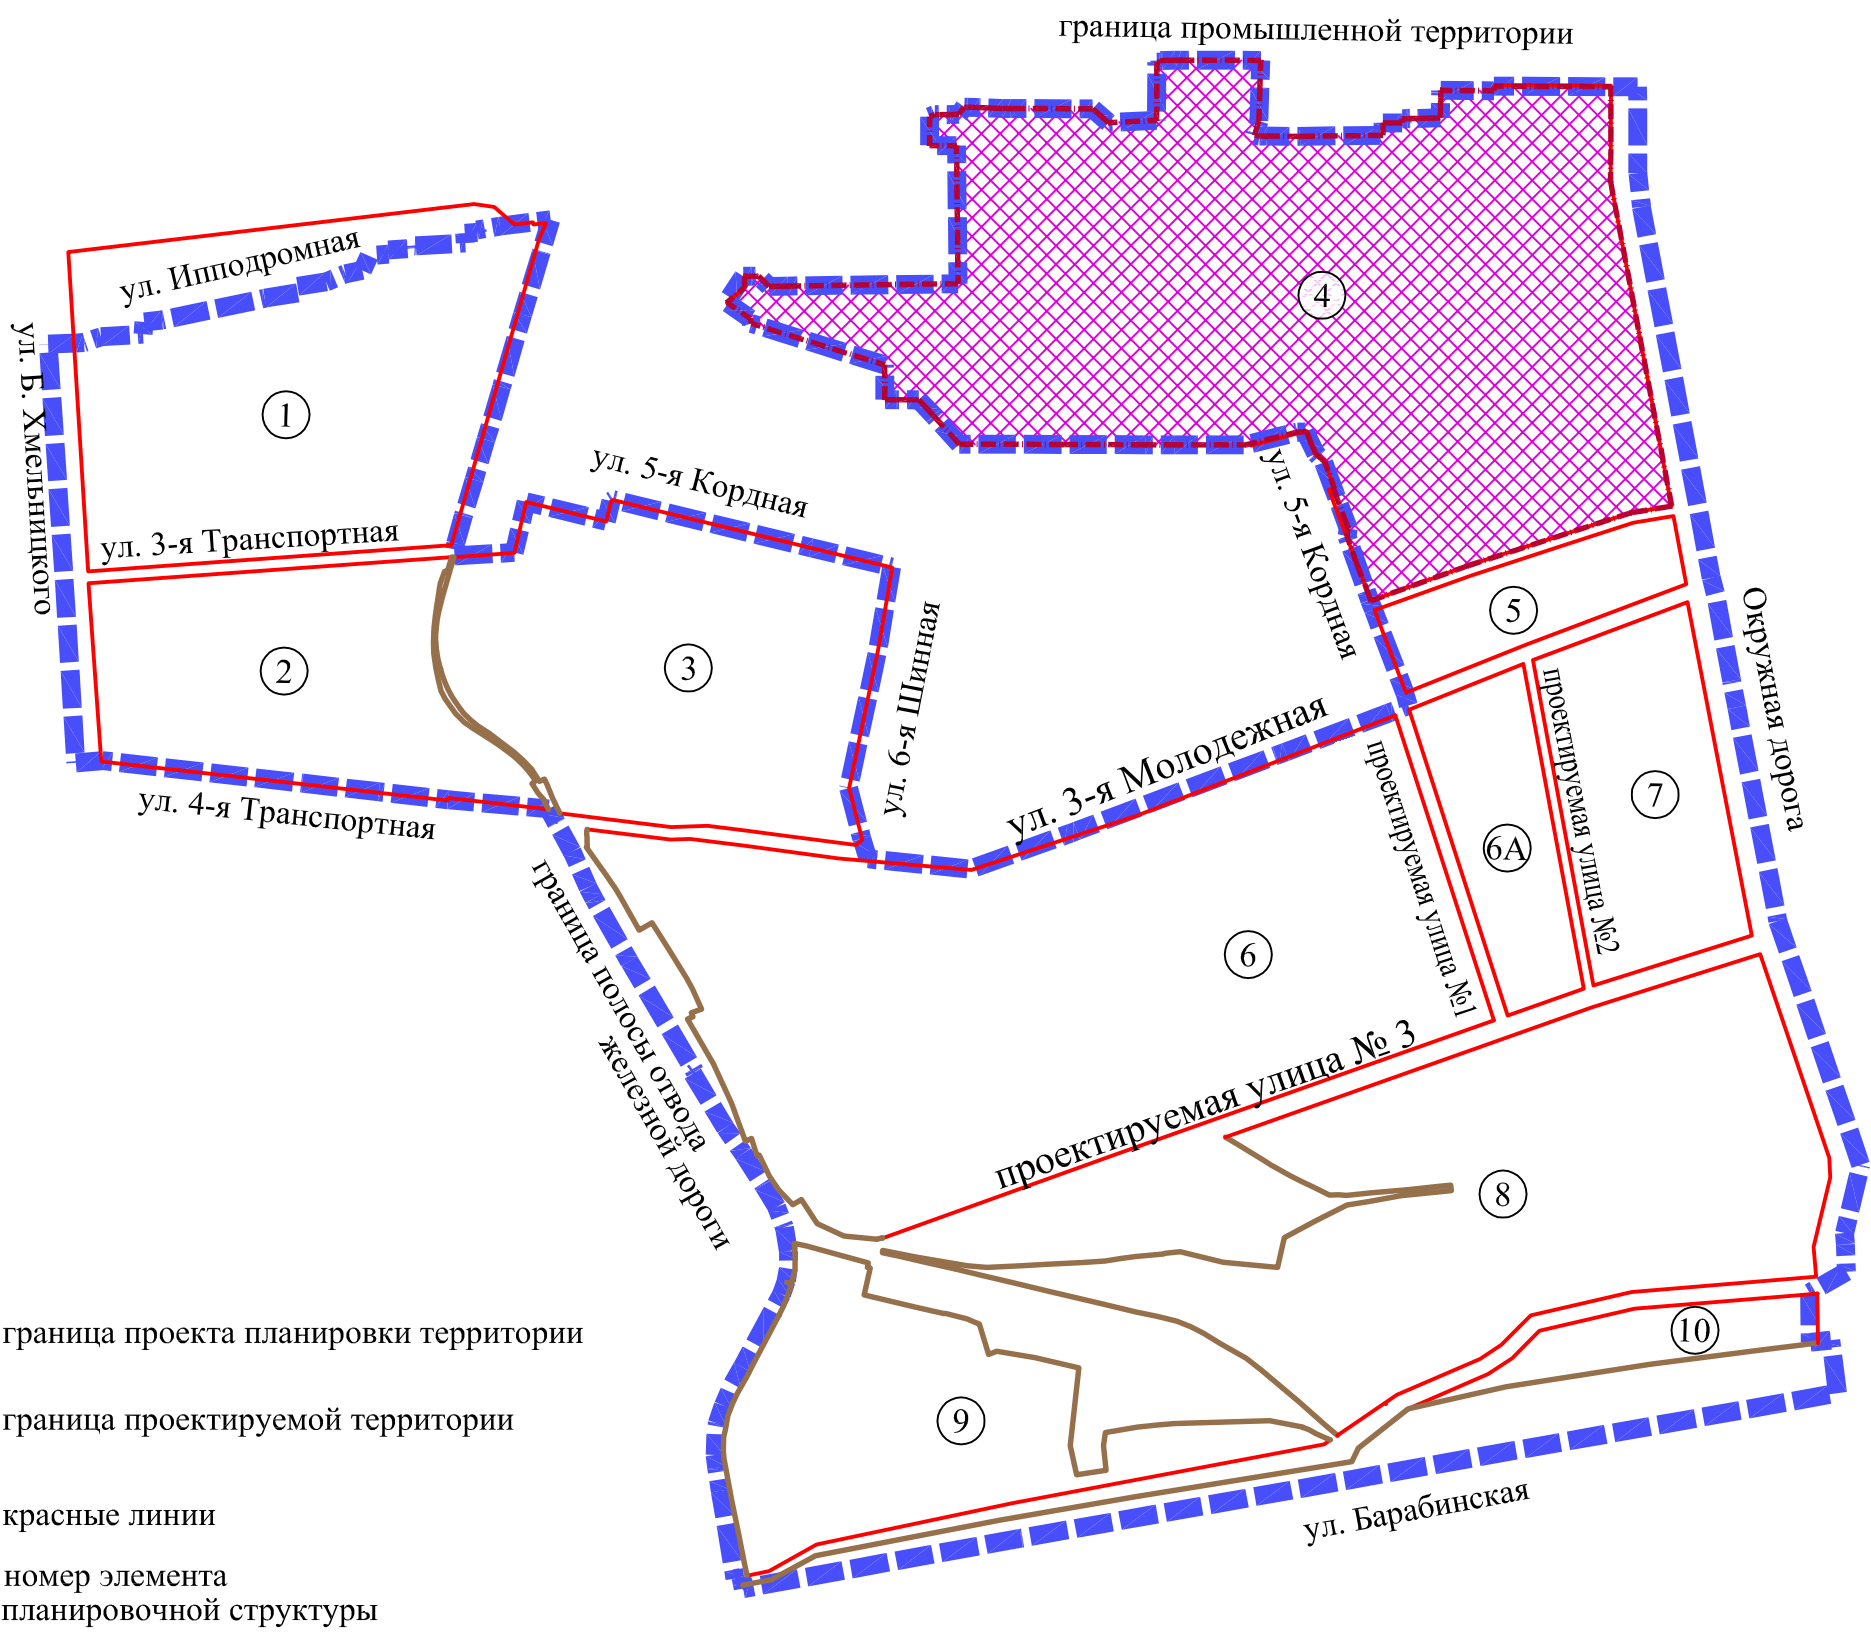 граница промышленной территории
ул. Ипподромная
ул. Б. Хмельницкого
4
1
ул. 5-я Кордная
ул. 5-я Кордная
ул. 3-я Транспортная
5
Окружная дорога
2
3
ул. 6-я Шинная
ул. 3-я Молодежная
проектируемая улица №1
проектируемая улица №2
6А
7
ул. 4-я Транспортная
граница полосы отвода
железной дороги
6
проектируемая улица № 3
8
граница проекта планировки территории
10
граница проектируемой территории
9
красные линии
ул. Барабинская
номер элемента
планировочной структуры